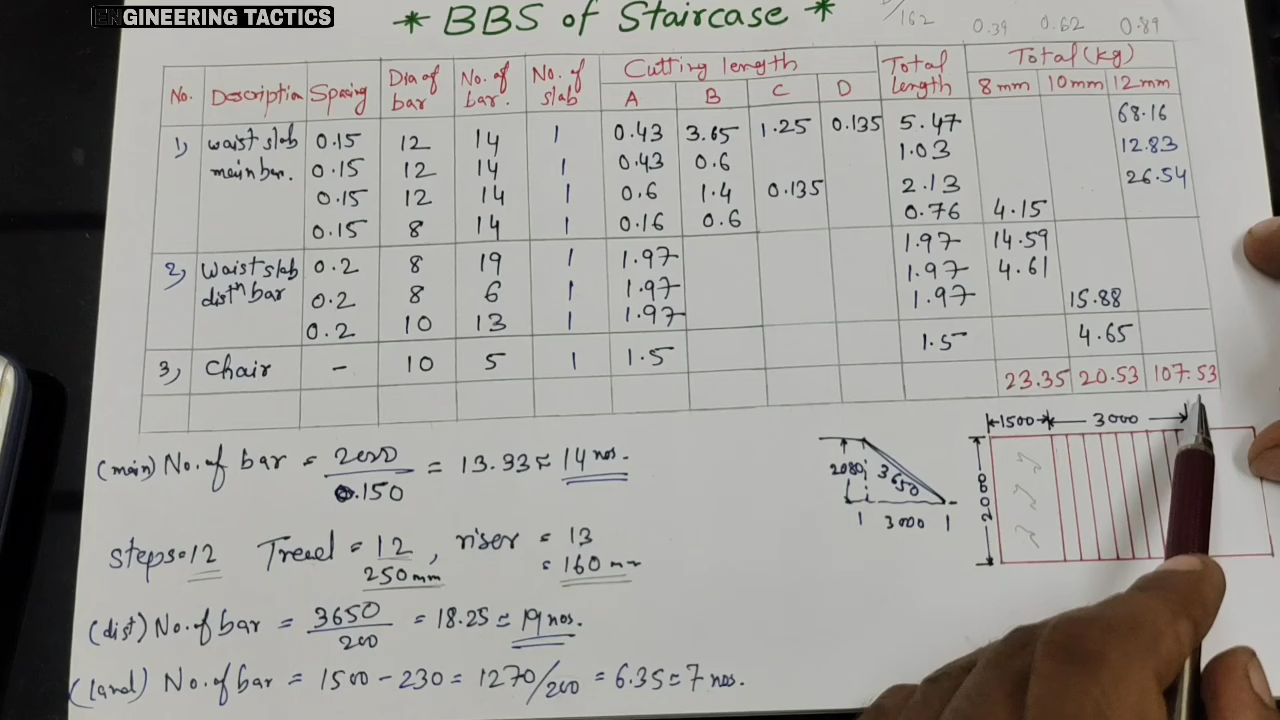 ENGINEERING TACTICS
* BBS of Staircase *
/162 0.39 0.62 0.89
No. Description Spacing Dia of bar No. of bar. No. of slab Cutting length Total length Total (kg)
A B C D 8mm 10mm 12mm
1) waist slab 0.15 12 14 1 0.43 3.65 1.25 0.135 5.47 68.16
main bar. 0.15 12 14 1 0.43 0.6 1.03 12.83
0.15 12 14 1 0.6 1.4 0.135 2.13 26.54
0.15 8 14 1 0.16 0.6 0.76 4.15
2) Waist slab 0.2 8 19 1 1.97 1.97 14.59
distn bar 0.2 8 6 1 1.97 1.97 4.61
0.2 10 13 1 1.97 1.97 15.88
3) Chair - 10 5 1 1.5 1.5 4.65
23.35 20.53 107.53
(main) No. of bar = 2000/0.150 = 13.93 ≈ 14 nos.
steps = 12 Tread = 12, riser = 13
250mm = 160 mm
(dist) No. of bar = 3650/200 = 18.25 = 19 nos.
(land) No. of bar = 1500 - 230 = 1270/200 = 6.35 = 7 nos.
1500 3000
2080 3650
3000
2000